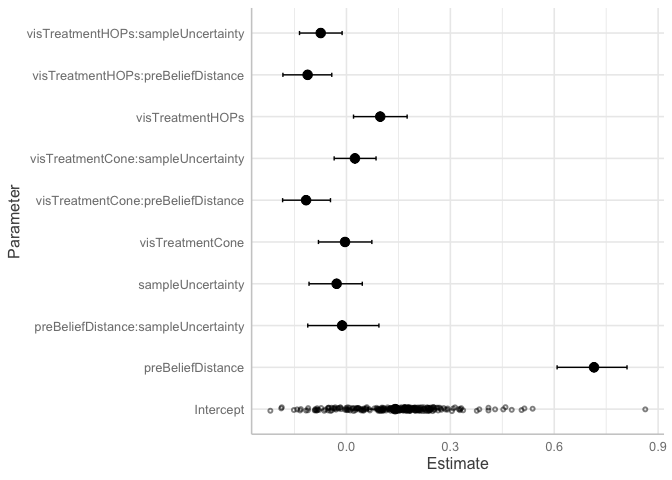 visTreatmentHOPs:sampleUncertainty
visTreatmentHOPs:preBeliefDistance
visTreatmentHOPs
visTreatmentCone:sampleUncertainty
visTreatmentCone:preBeliefDistance
visTreatmentCone
sampleUncertainty
preBeliefDistance:sampleUncertainty
preBeliefDistance
Intercept
Parameter
0.0 0.3 0.6 0.9
Estimate